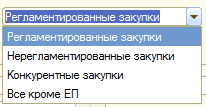 Регламентированные закупки
Регламентированные закупки
Нерегламентированные закупки
Конкурентные закупки
Все кроме ЕП